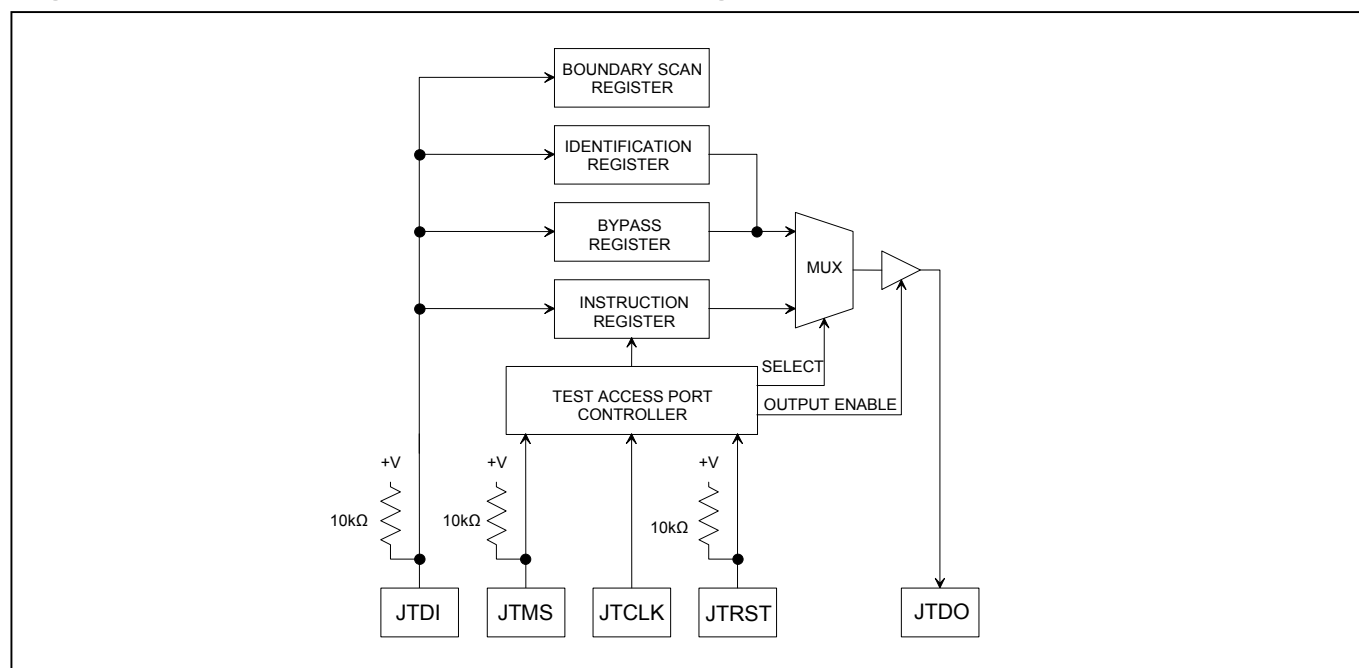 BOUNDARY SCAN
REGISTER
IDENTIFICATION
REGISTER
BYPASS
REGISTER
MUX
INSTRUCTION
REGISTER
SELECT
TEST ACCESS PORT
CONTROLLER
OUTPUT ENABLE
+V
+V
+V
10kΩ
10kΩ
10kΩ
JTDI
JTMS
JTCLK
JTRST
JTDO